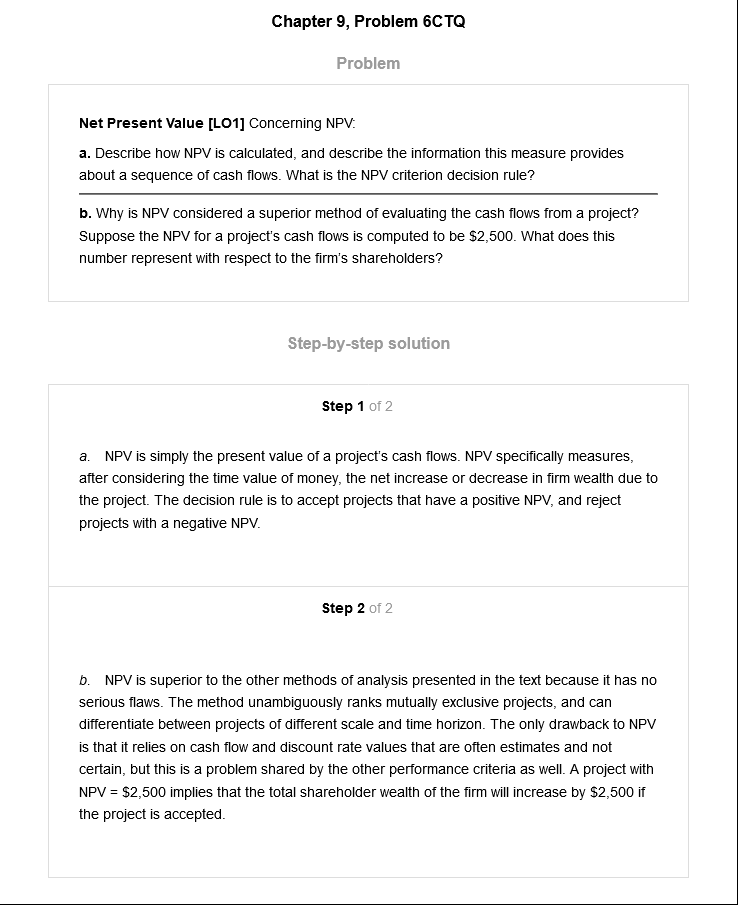 Chapter 9, Problem 6CTQ
Problem
Net Present Value [LO1] Concerning NPV:
a. Describe how NPV is calculated, and describe the information this measure provides
about a sequence of cash flows. What is the NPV criterion decision rule?
b. Why is NPV considered a superior method of evaluating the cash flows from a project?
Suppose the NPV for a project's cash flows is computed to be $2,500. What does this
number represent with respect to the firm's shareholders?
Step-by-step solution
Step 1 of 2
a. NPV is simply the present value of a project's cash flows. NPV specifically measures,
after considering the time value of money, the net increase or decrease in firm wealth due to
the project. The decision rule is to accept projects that have a positive NPV, and reject
projects with a negative NPV.
Step 2 of 2
b. NPV is superior to the other methods of analysis presented in the text because it has no
serious flaws. The method unambiguously ranks mutually exclusive projects, and can
differentiate between projects of different scale and time horizon. The only drawback to NPV
is that it relies on cash flow and discount rate values that are often estimates and not
certain, but this is a problem shared by the other performance criteria as well. A project with
NPV = $2,500 implies that the total shareholder wealth of the firm will increase by $2,500 if
the project is accepted.